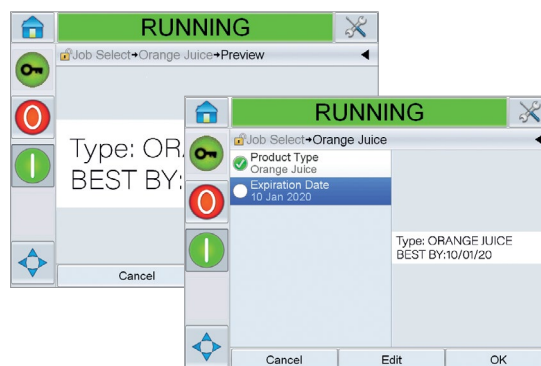 RUNNING
Job Select→Orange Juice→Preview
Type: OR
BEST BY:
Cancel
RUNNING
Job Select→Orange Juice
Product Type
Orange Juice
Expiration Date
10 Jan 2020
Type: ORANGE JUICE
BEST BY:10/01/20
Cancel
Edit
OK